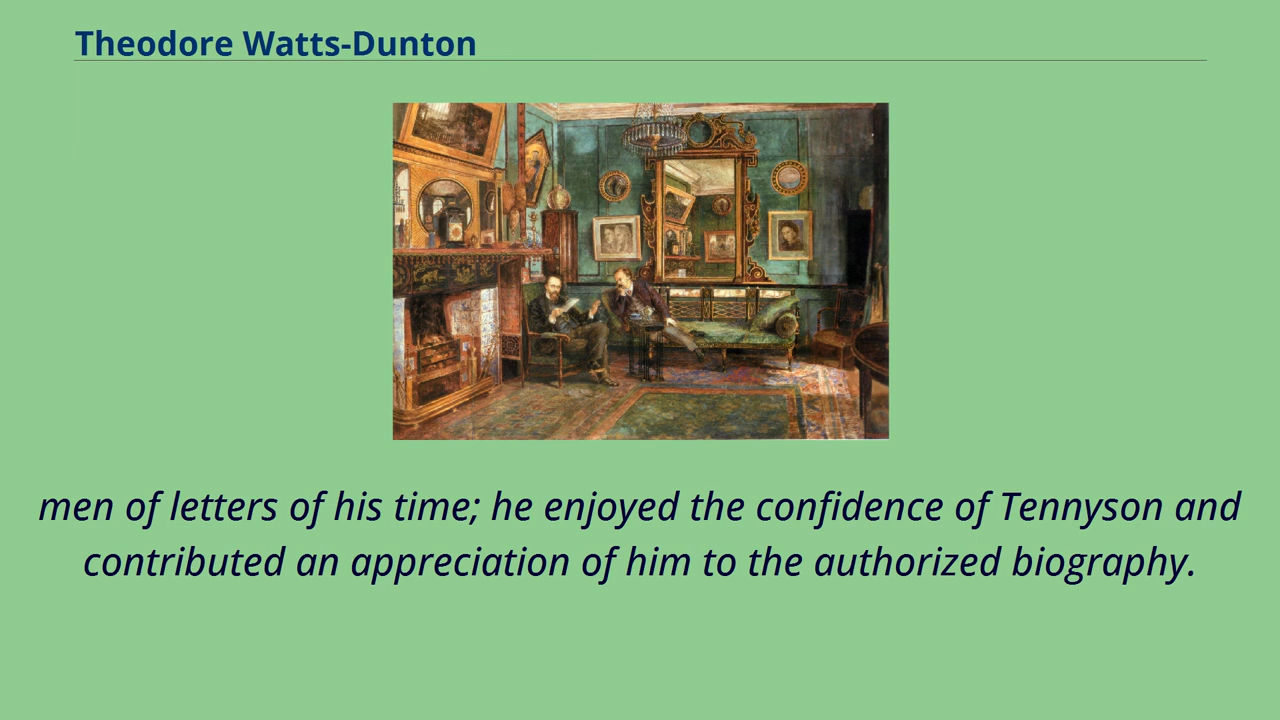 Theodore Watts-Dunton
men of letters of his time; he enjoyed the confidence of Tennyson and
contributed an appreciation of him to the authorized biography.